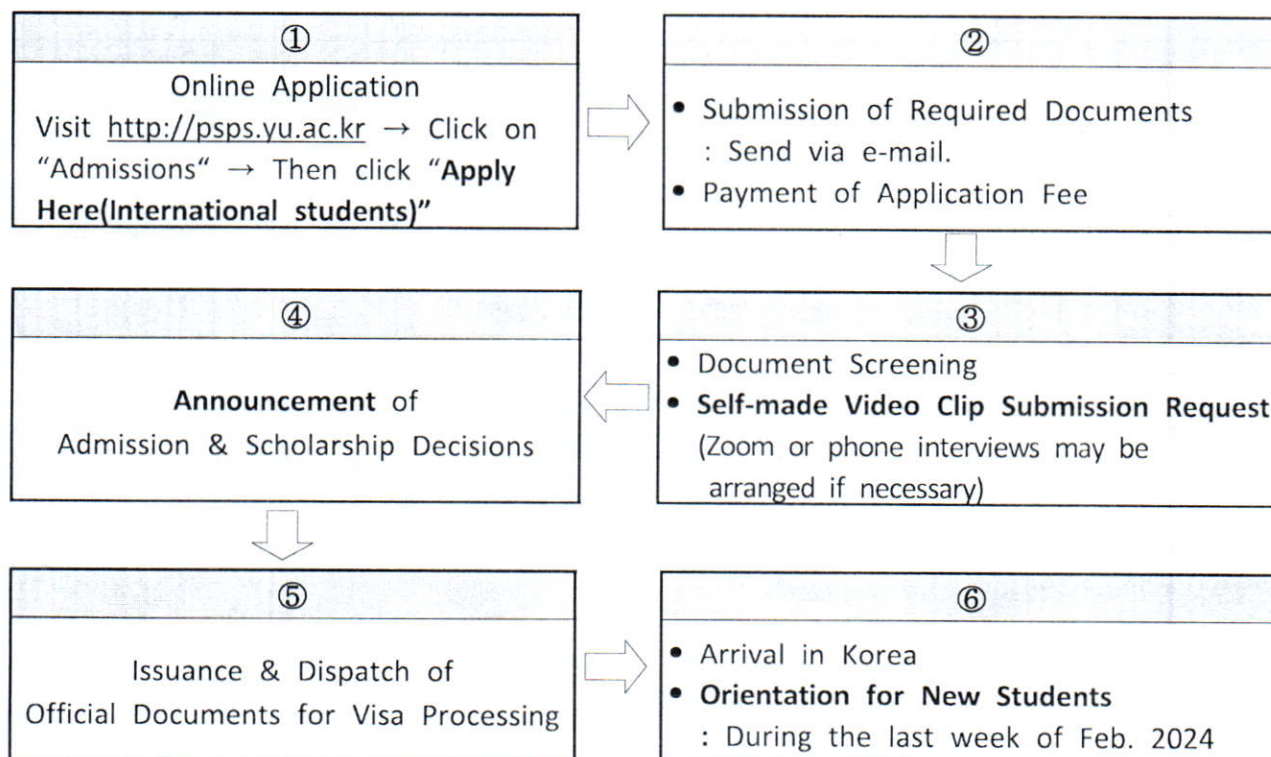 ①
Online Application
Visit http://psps.yu.ac.kr → Click on
“Admissions“ → Then click “Apply
Here(International students)”
②
• Submission of Required Documents
: Send via e-mail.
• Payment of Application Fee
③
• Document Screening
• Self-made Video Clip Submission Request
(Zoom or phone interviews may be
arranged if necessary)
④
Announcement of
Admission & Scholarship Decisions
⑤
Issuance & Dispatch of
Official Documents for Visa Processing
⑥
• Arrival in Korea
• Orientation for New Students
: During the last week of Feb. 2024